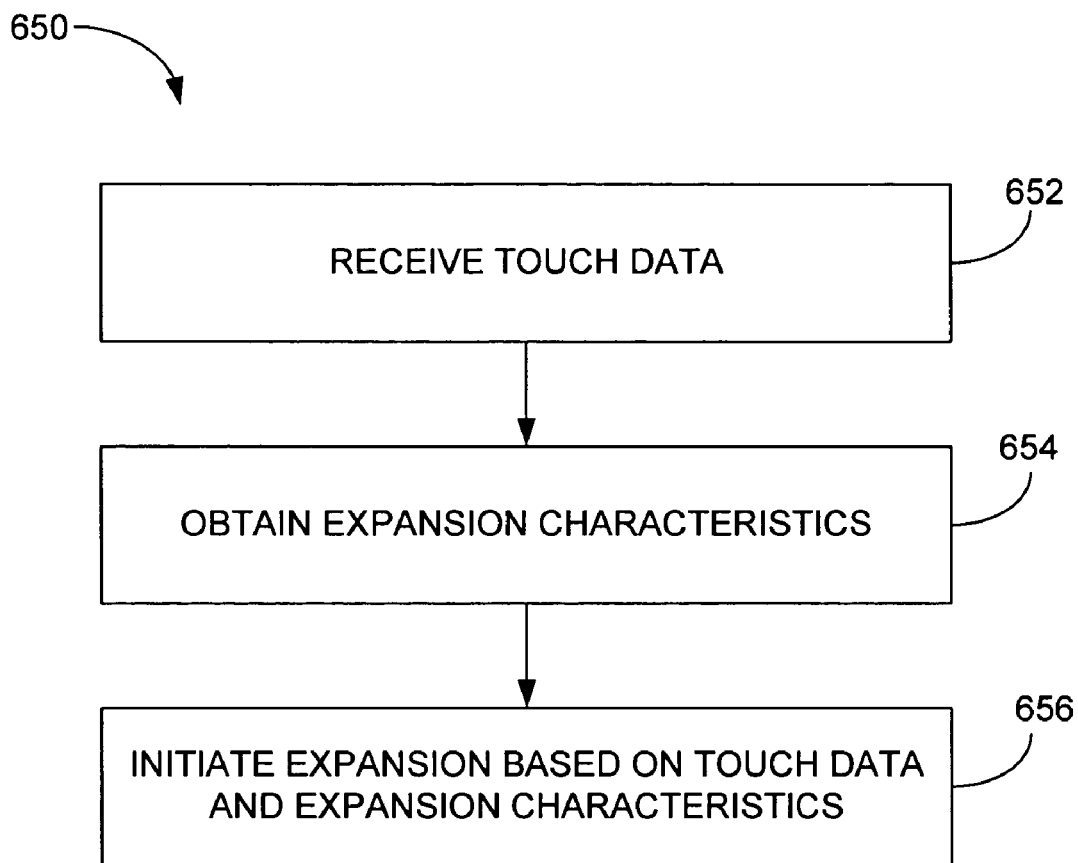 650
652
RECEIVE TOUCH DATA
654
OBTAIN EXPANSION CHARACTERISTICS
656
INITIATE EXPANSION BASED ON TOUCH DATA
AND EXPANSION CHARACTERISTICS